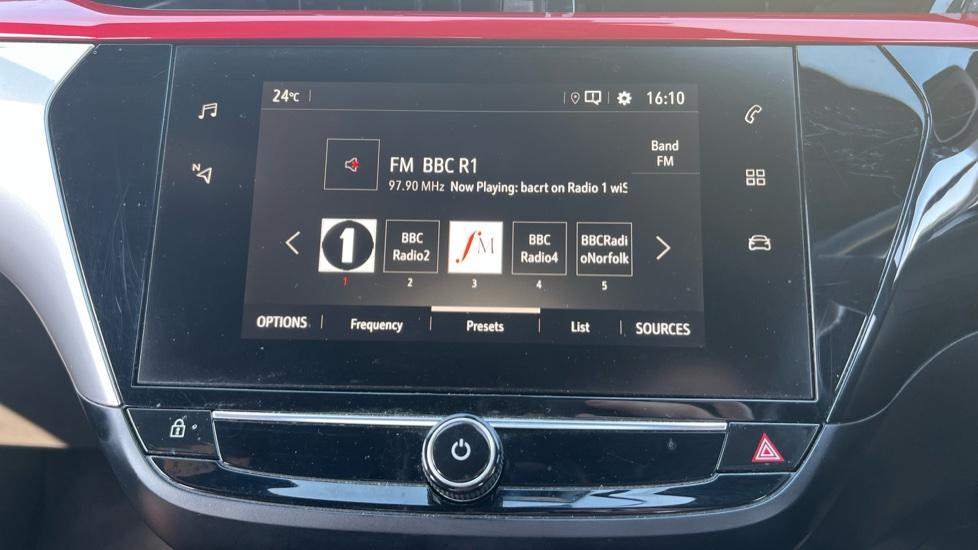 24°C
16:10
Band
FM
FM BBC R1
97.90 MHz Now Playing: bacrt on Radio 1 wiS
1
BBC
Radio2
fM
BBC
Radio4
BBCRadi
oNorfolk
1
2
3
4
5
OPTIONS
Frequency
Presets
List
SOURCES
N